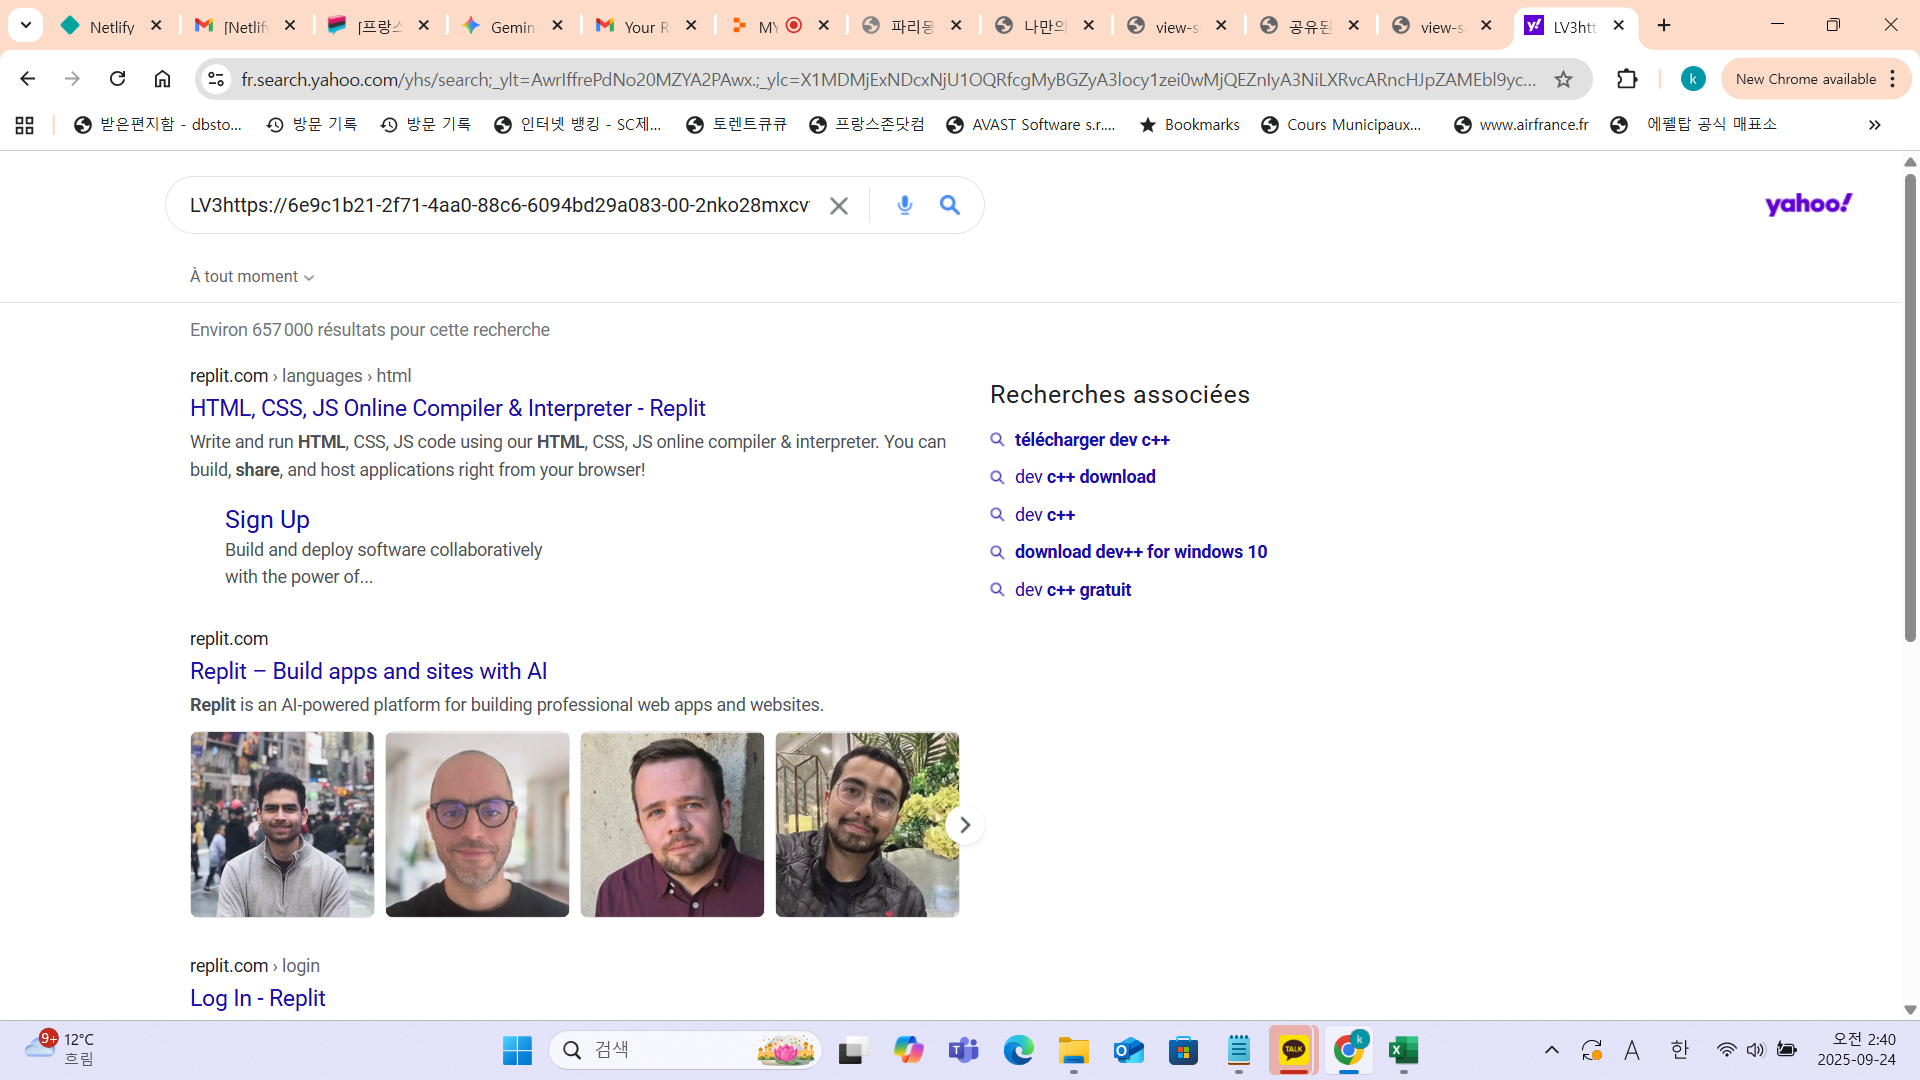 Netlify
[Netlif
[프랑스
Gemin
Your R
MY
파리동
나만의
view-s
공유된
view-s
LV3htt
fr.search.yahoo.com/yhs/search;_ylt=AwrIffrePdNo20MZYA2PAwx.;_ylc=X1MDMjExNDcxNjU1OQRfcgMyBGZyA3locy1zei0wMjQEZnIyA3NiLXRvcARncHJpZAMEbl9yc...
k
New Chrome available
받은편지함 - dbsto...
방문 기록
방문 기록
인터넷 뱅킹 - SC제...
토렌트큐큐
프랑스존닷컴
AVAST Software s.r....
Bookmarks
Cours Municipaux...
www.airfrance.fr
에펠탑 공식 매표소
LV3https://6e9c1b21-2f71-4aa0-88c6-6094bd29a083-00-2nko28mxcv
yahoo!
À tout moment
Environ 657 000 résultats pour cette recherche
replit.com › languages › html
HTML, CSS, JS Online Compiler & Interpreter - Replit
Write and run HTML, CSS, JS code using our HTML, CSS, JS online compiler & interpreter. You can
build, share, and host applications right from your browser!
Sign Up
Build and deploy software collaboratively
with the power of...
replit.com
Replit – Build apps and sites with AI
Replit is an AI-powered platform for building professional web apps and websites.
replit.com › login
Log In - Replit
Recherches associées
télécharger dev c++
dev c++ download
dev c++
download dev++ for windows 10
dev c++ gratuit
9+
12°C
흐림
검색
TALK
k
A
한
오전 2:40
2025-09-24